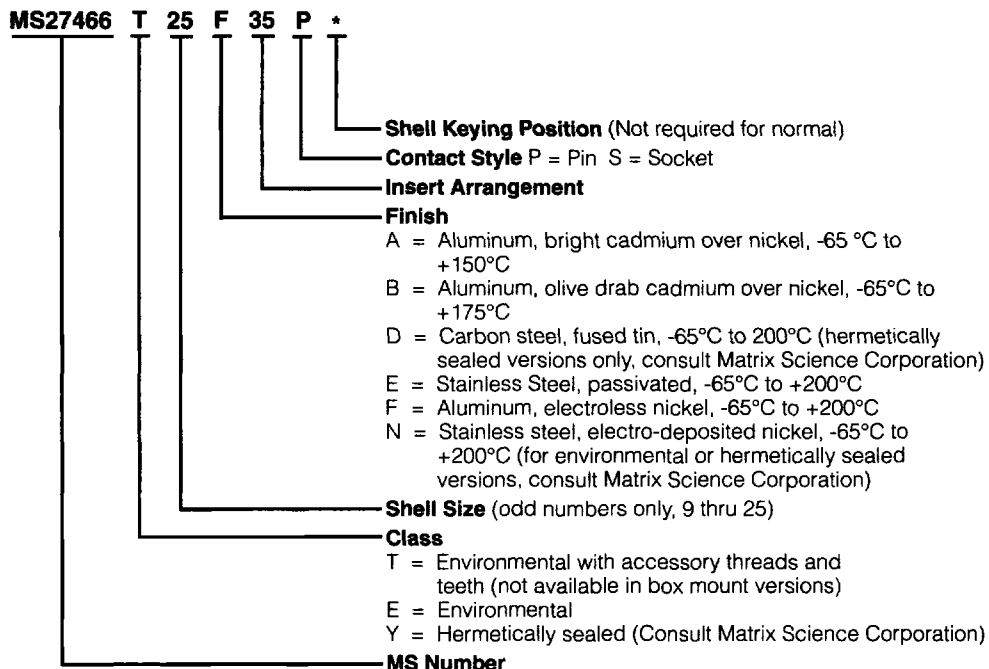 MS27466 T 25 F 35 P *
Shell Keying Position (Not required for normal)
Contact Style P = Pin S = Socket
Insert Arrangement
Finish
A = Aluminum, bright cadmium over nickel, -65 °C to
+150°C
B = Aluminum, olive drab cadmium over nickel, -65°C to
+175°C
D = Carbon steel, fused tin, -65°C to 200°C (hermetically
sealed versions only, consult Matrix Science Corporation)
E = Stainless Steel, passivated, -65°C to +200°C
F = Aluminum, electroless nickel, -65°C to +200°C
N = Stainless steel, electro-deposited nickel, -65°C to
+200°C (for environmental or hermetically sealed
versions, consult Matrix Science Corporation)
Shell Size (odd numbers only, 9 thru 25)
Class
T = Environmental with accessory threads and
teeth (not available in box mount versions)
E = Environmental
Y = Hermetically sealed (Consult Matrix Science Corporation)
MS Number